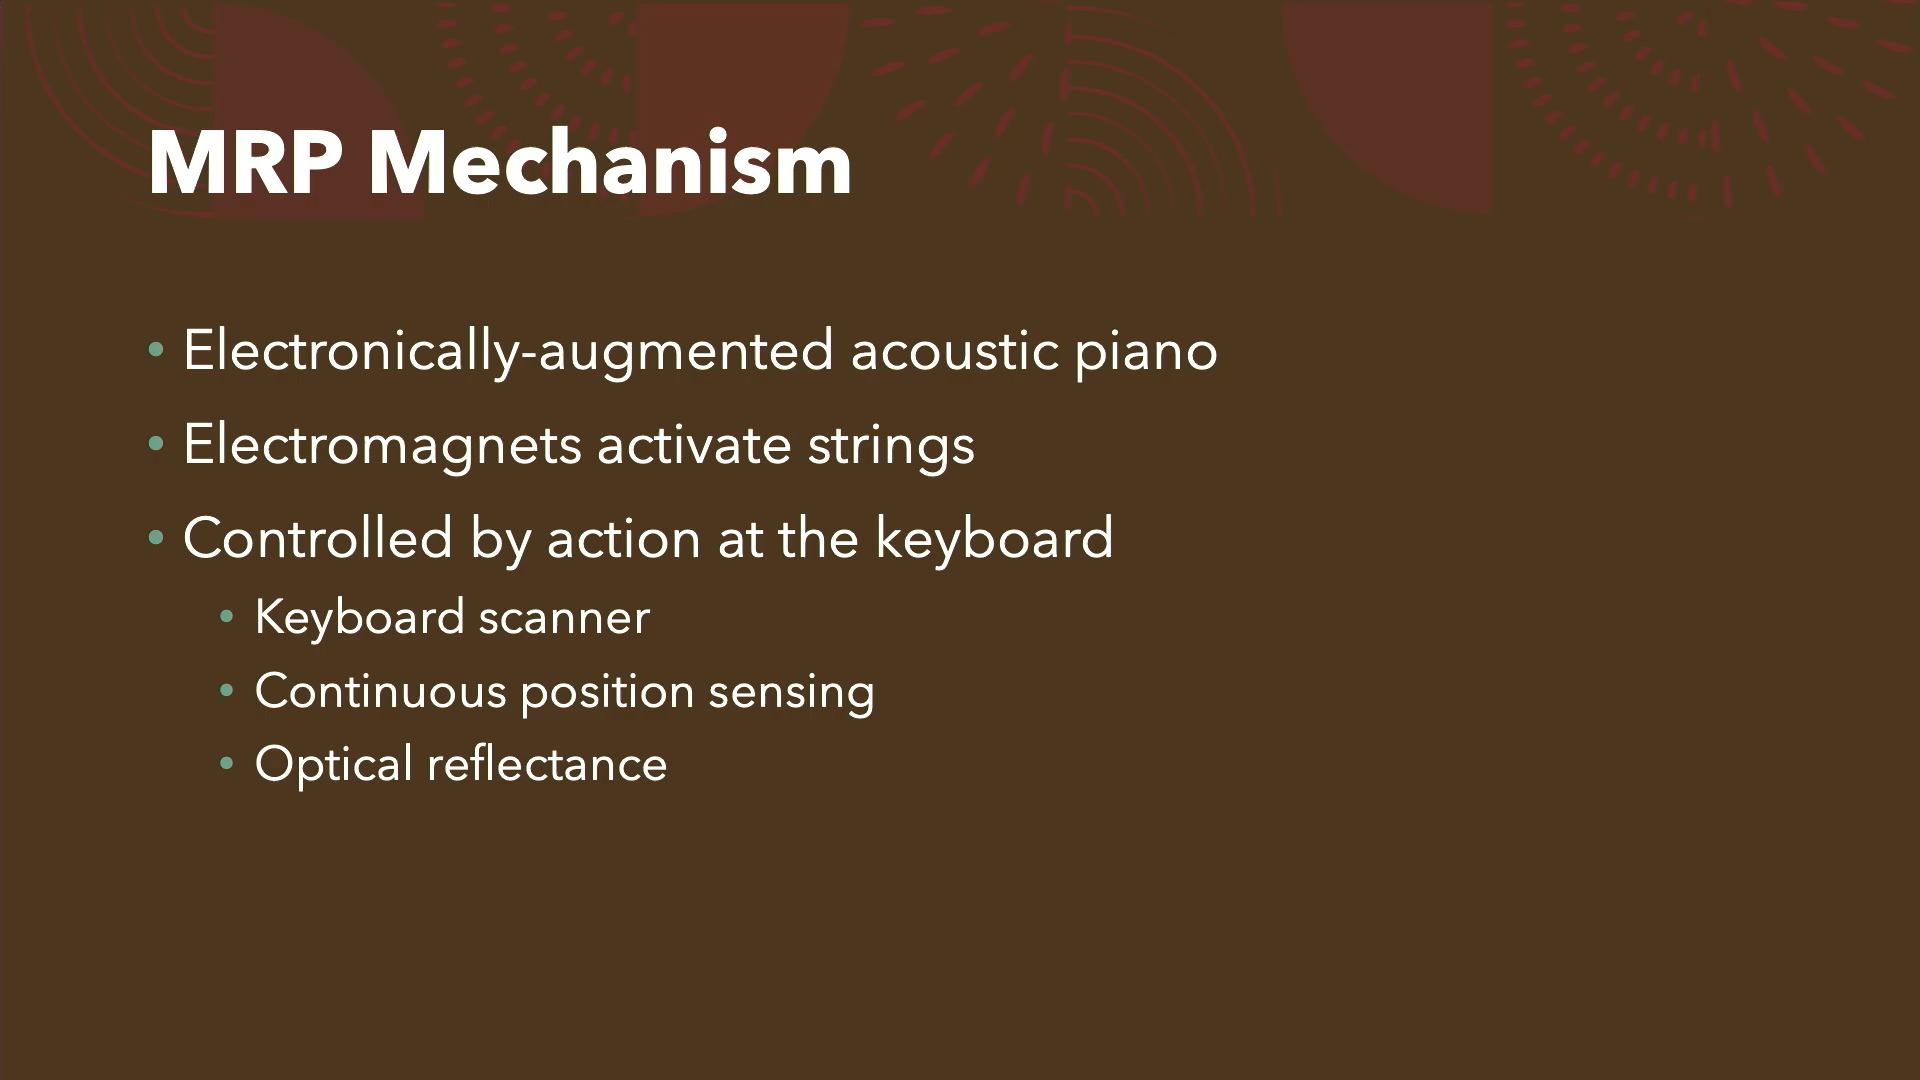 MRP Mechanism
• Electronically-augmented acoustic piano
• Electromagnets activate strings
• Controlled by action at the keyboard
• Keyboard scanner
• Continuous position sensing
• Optical reflectance